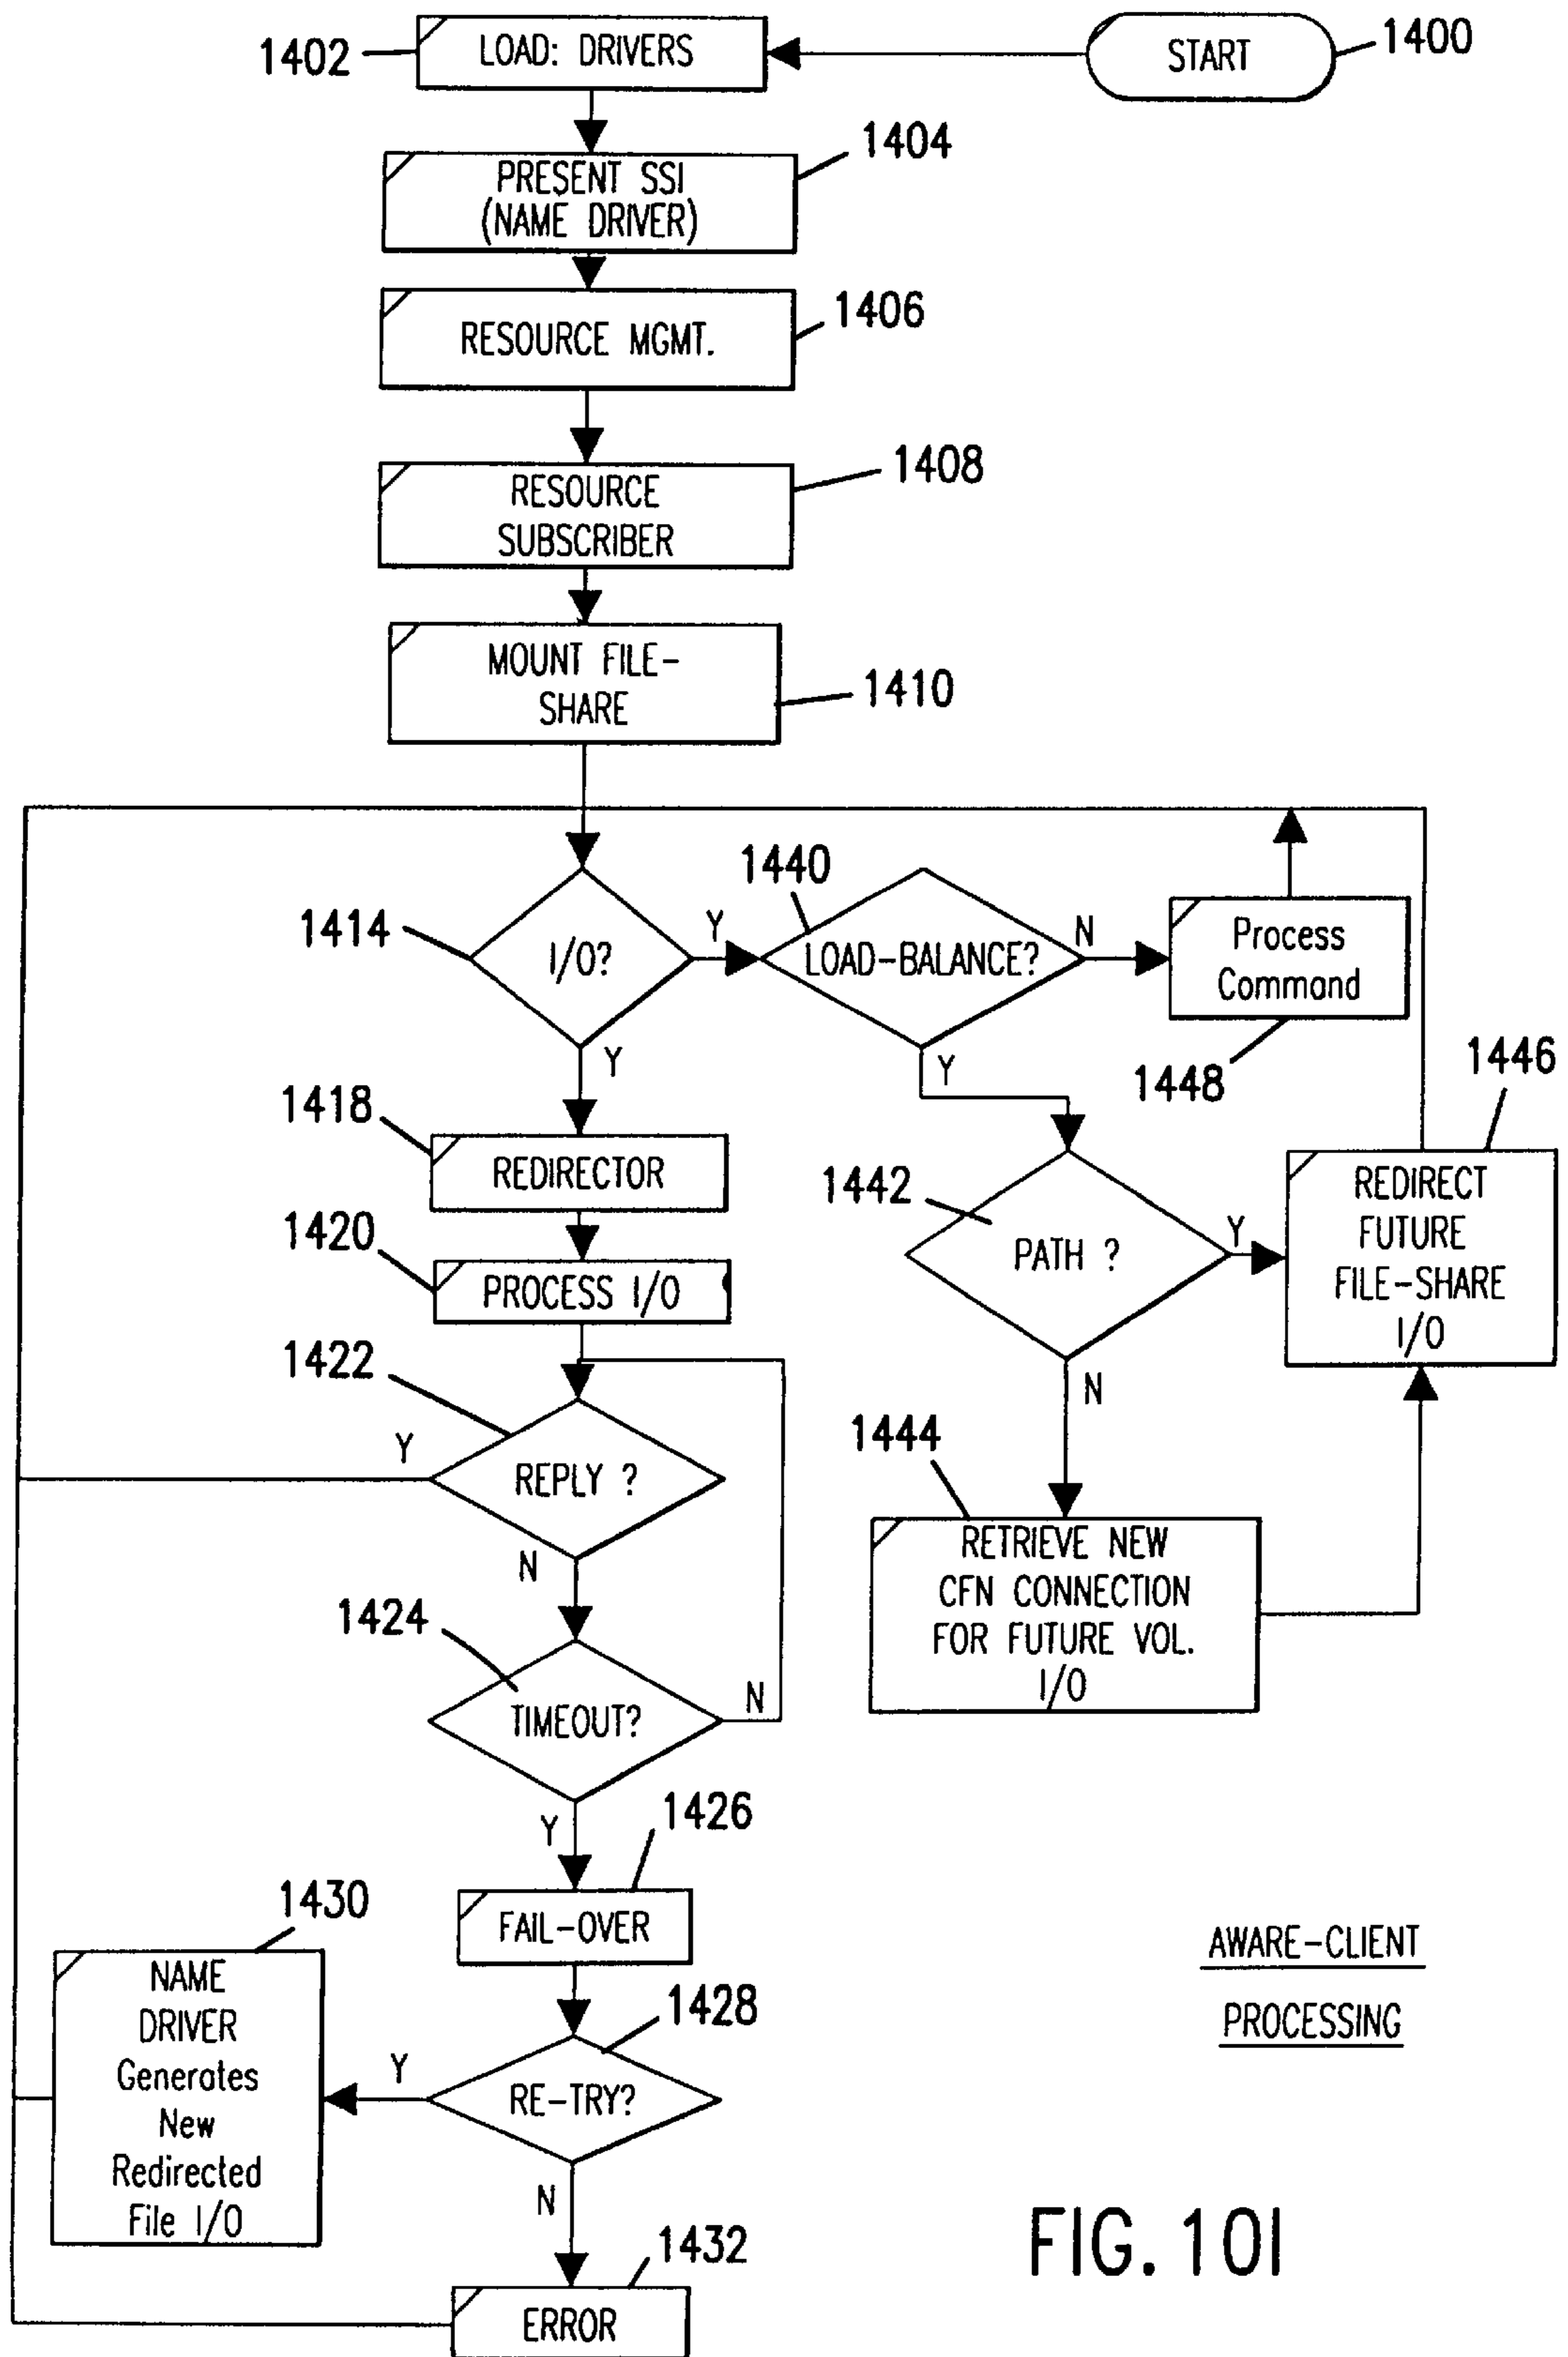 1402
LOAD: DRIVERS
START
1400
1404
PRESENT SSI
(NAME DRIVER)
1406
RESOURCE MGMT.
1408
RESOURCE
SUBSCRIBER
MOUNT FILE-
SHARE
1410
1414
I/O?
Y
Y
1440
LOAD-BALANCE?
N
Y
Process
Command
1448
1446
1418
REDIRECTOR
1420
PROCESS I/O
1442
PATH ?
Y
N
REDIRECT
FUTURE
FILE-SHARE
I/O
1422
Y
REPLY ?
N
1444
RETRIEVE NEW
CFN CONNECTION
FOR FUTURE VOL.
I/O
1424
TIMEOUT?
N
Y
1426
FAIL-OVER
1430
NAME
DRIVER
Generates
New
Redirected
File I/O
1428
Y
RE-TRY?
N
1432
ERROR
AWARE-CLIENT
PROCESSING
FIG. 10I